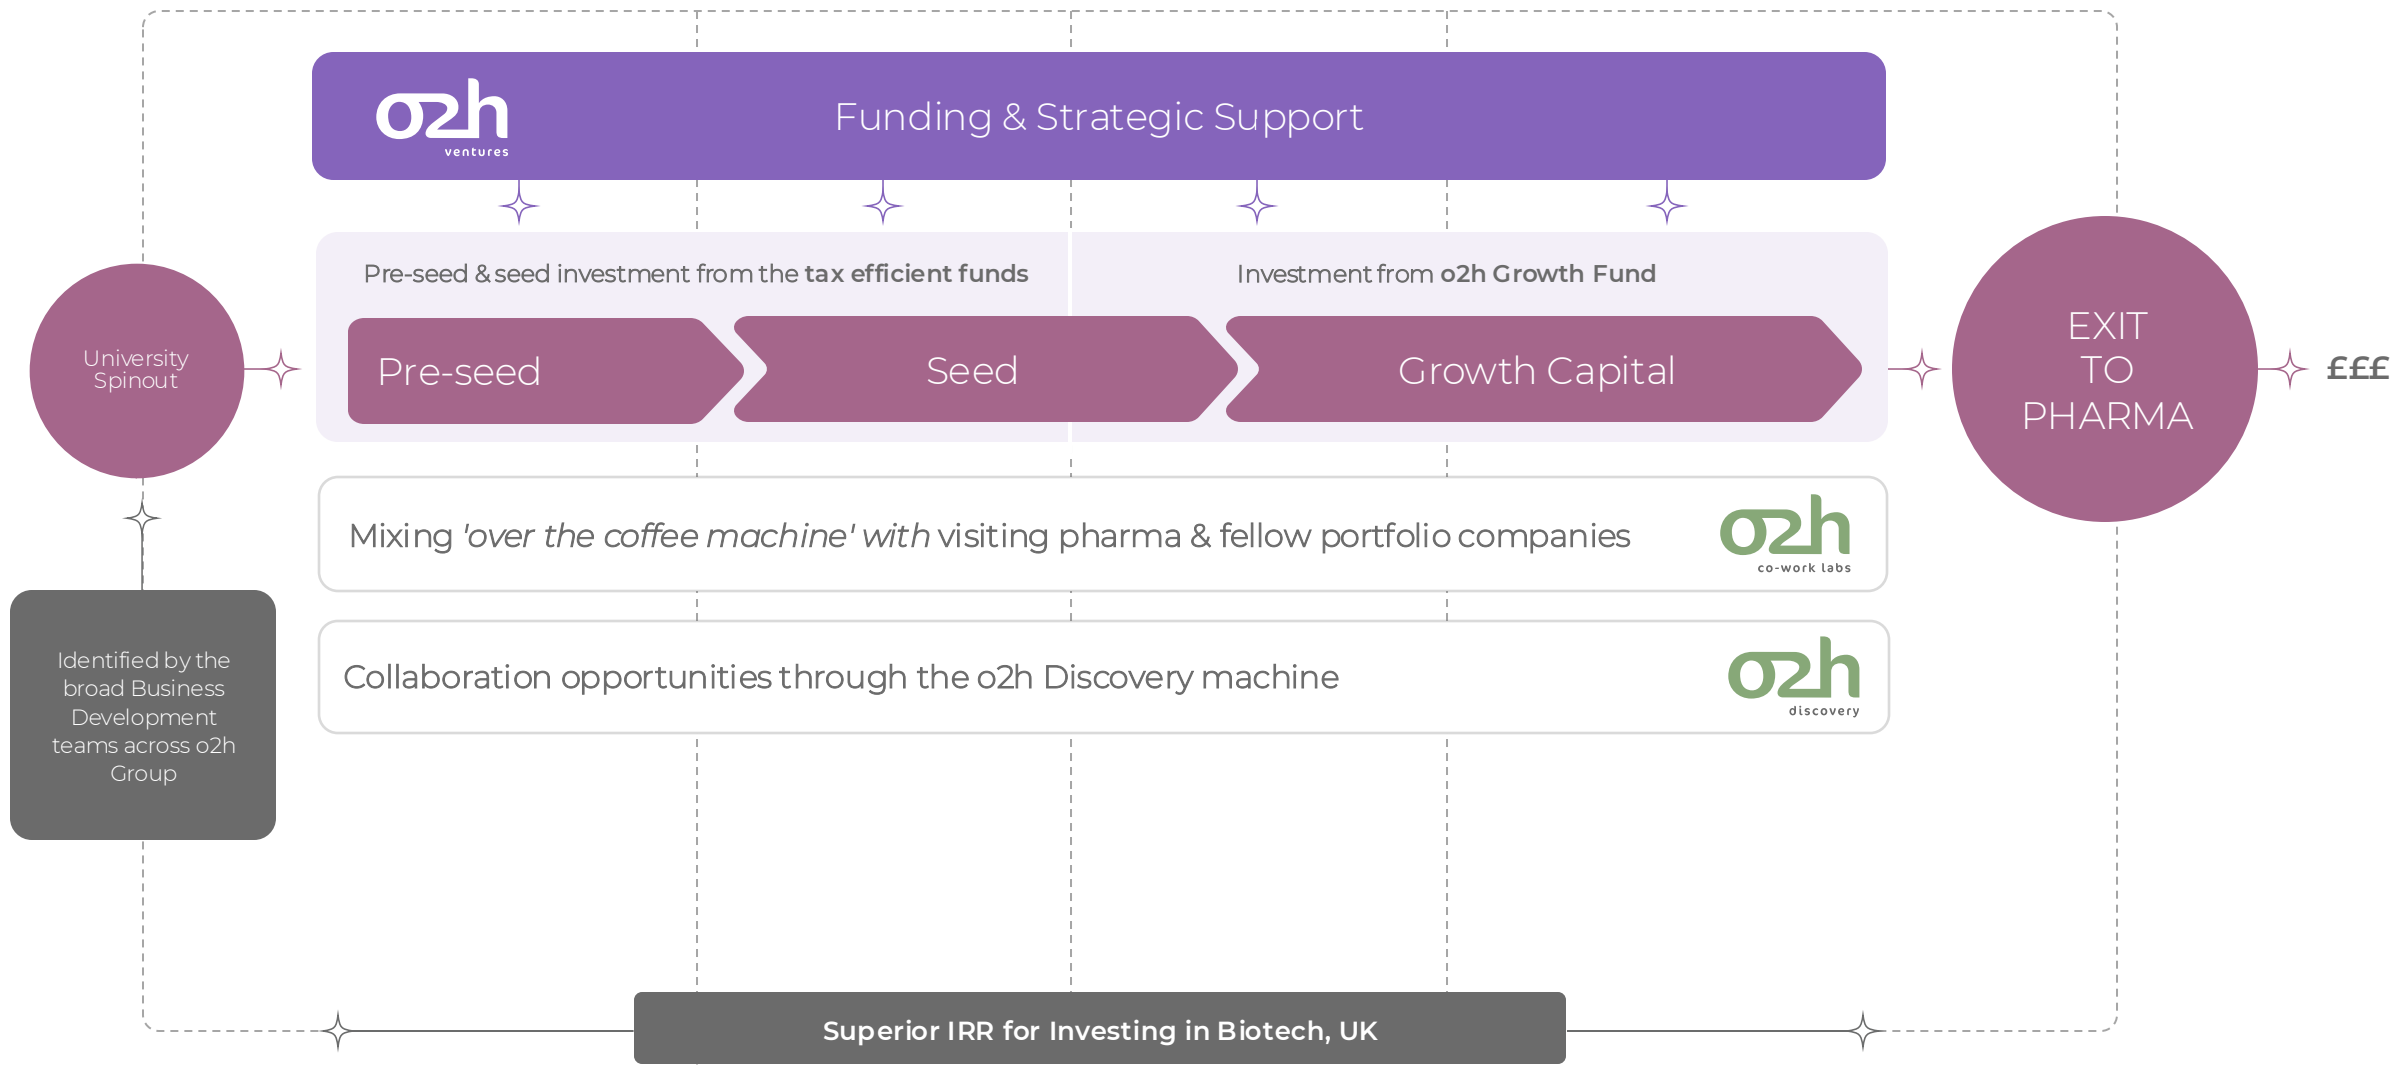 o2h
ventures
Funding & Strategic Support
Pre-seed & seed investment from the tax efficient funds
Investment from o2h Growth Fund
University
Spinout
Pre-seed
Seed
Growth Capital
EXIT
TO
PHARMA
£££
Mixing 'over the coffee machine' with visiting pharma & fellow portfolio companies
o2h
co-work labs
Identified by the
broad Business
Development
teams across o2h
Group
Collaboration opportunities through the o2h Discovery machine
o2h
discovery
Superior IRR for Investing in Biotech, UK